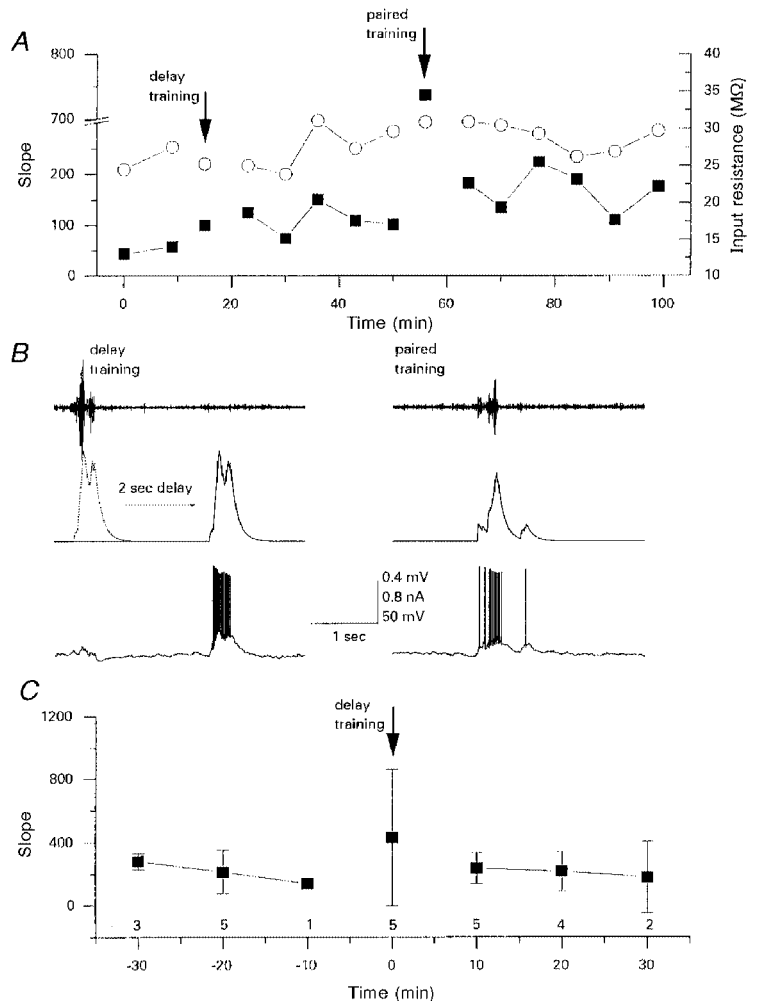 A
paired
training
delay
training
800
700
200
100
0
Slope
40
35
30
25
20
15
10
Input resistance (MΩ)
0 20 40 60 80 100
Time (min)
B
delay
training
paired
training
2 sec delay
0.4 mV
0.8 nA
50 mV
1 sec
C
delay
training
1200
800
400
0
Slope
3 5 1 5 5 4 2
-30 -20 -10 0 10 20 30
Time (min)